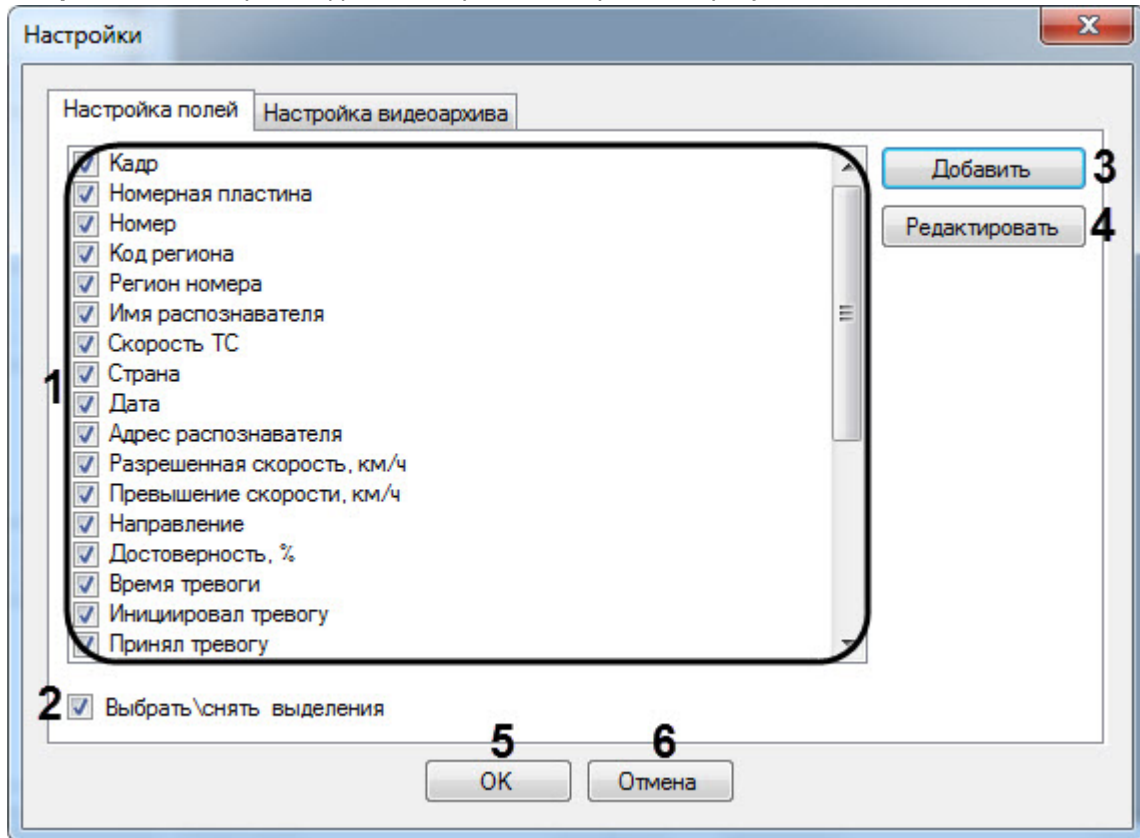 Настройки
Настройка полей
Настройка видеоархива
Кадр
Добавить 3
Номерная пластина
Номер
Редактировать 4
Код региона
Регион номера
Имя распознавателя
Скорость ТС
1 Страна
Дата
Адрес распознавателя
Разрешенная скорость, км/ч
Превышение скорости, км/ч
Направление
Достоверность, %
Время тревоги
Инициировал тревогу
Принял тревогу
2 Выбрать\снять выделения
5 6
OK Отмена